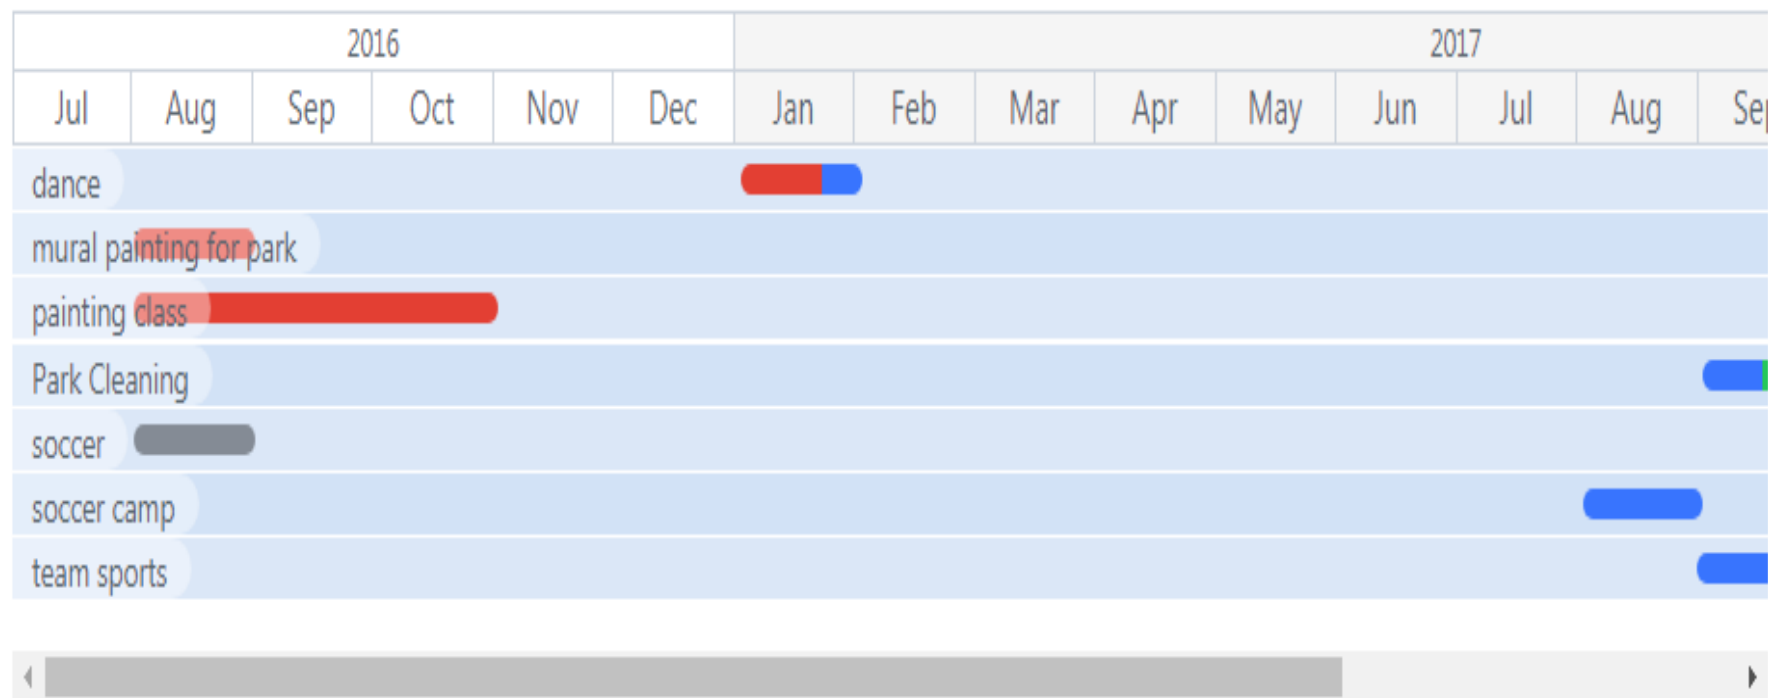 2016 2017
Jul Aug Sep Oct Nov Dec Jan Feb Mar Apr May Jun Jul Aug Sep
dance
mural painting for park
painting class
Park Cleaning
soccer
soccer camp
team sports